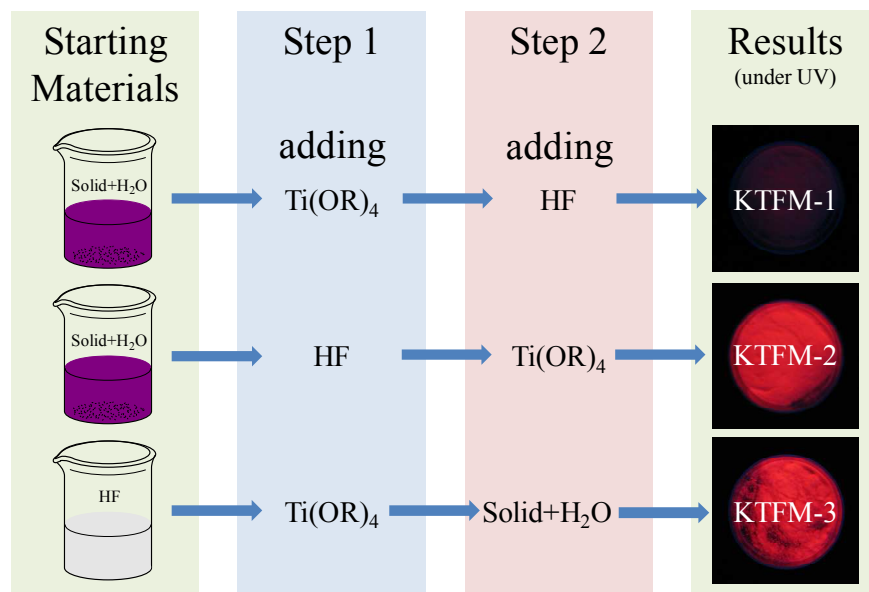 Starting
Materials
Step 1
Step 2
Results
(under UV)
adding
adding
Solid+H₂O
Ti(OR)₄
HF
KTFM-1
Solid+H₂O
HF
Ti(OR)₄
KTFM-2
HF
Ti(OR)₄
Solid+H₂O
KTFM-3